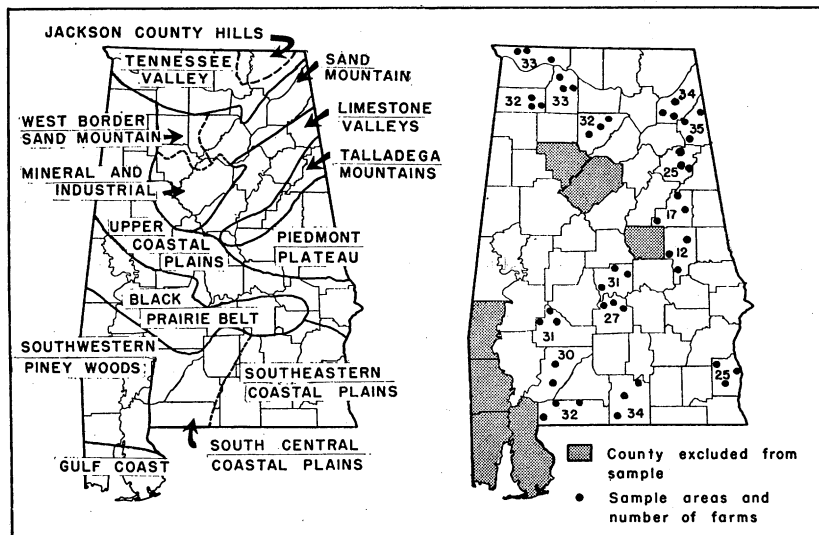 JACKSON COUNTY HILLS
TENNESSEE
VALLEY
SAND
MOUNTAIN
WEST BORDER
SAND MOUNTAIN
LIMESTONE
VALLEYS
MINERAL AND
INDUSTRIAL
TALLADEGA
MOUNTAINS
UPPER
COASTAL
PLAINS
PIEDMONT
PLATEAU
BLACK
PRAIRIE BELT
SOUTHWESTERN
PINEY WOODS
SOUTHEASTERN
COASTAL PLAINS
SOUTH CENTRAL
COASTAL PLAINS
GULF COAST
33
32
33
32
34
35
25
17
12
31
27
31
30
25
32
34
County excluded from
sample
Sample areas and
number of farms